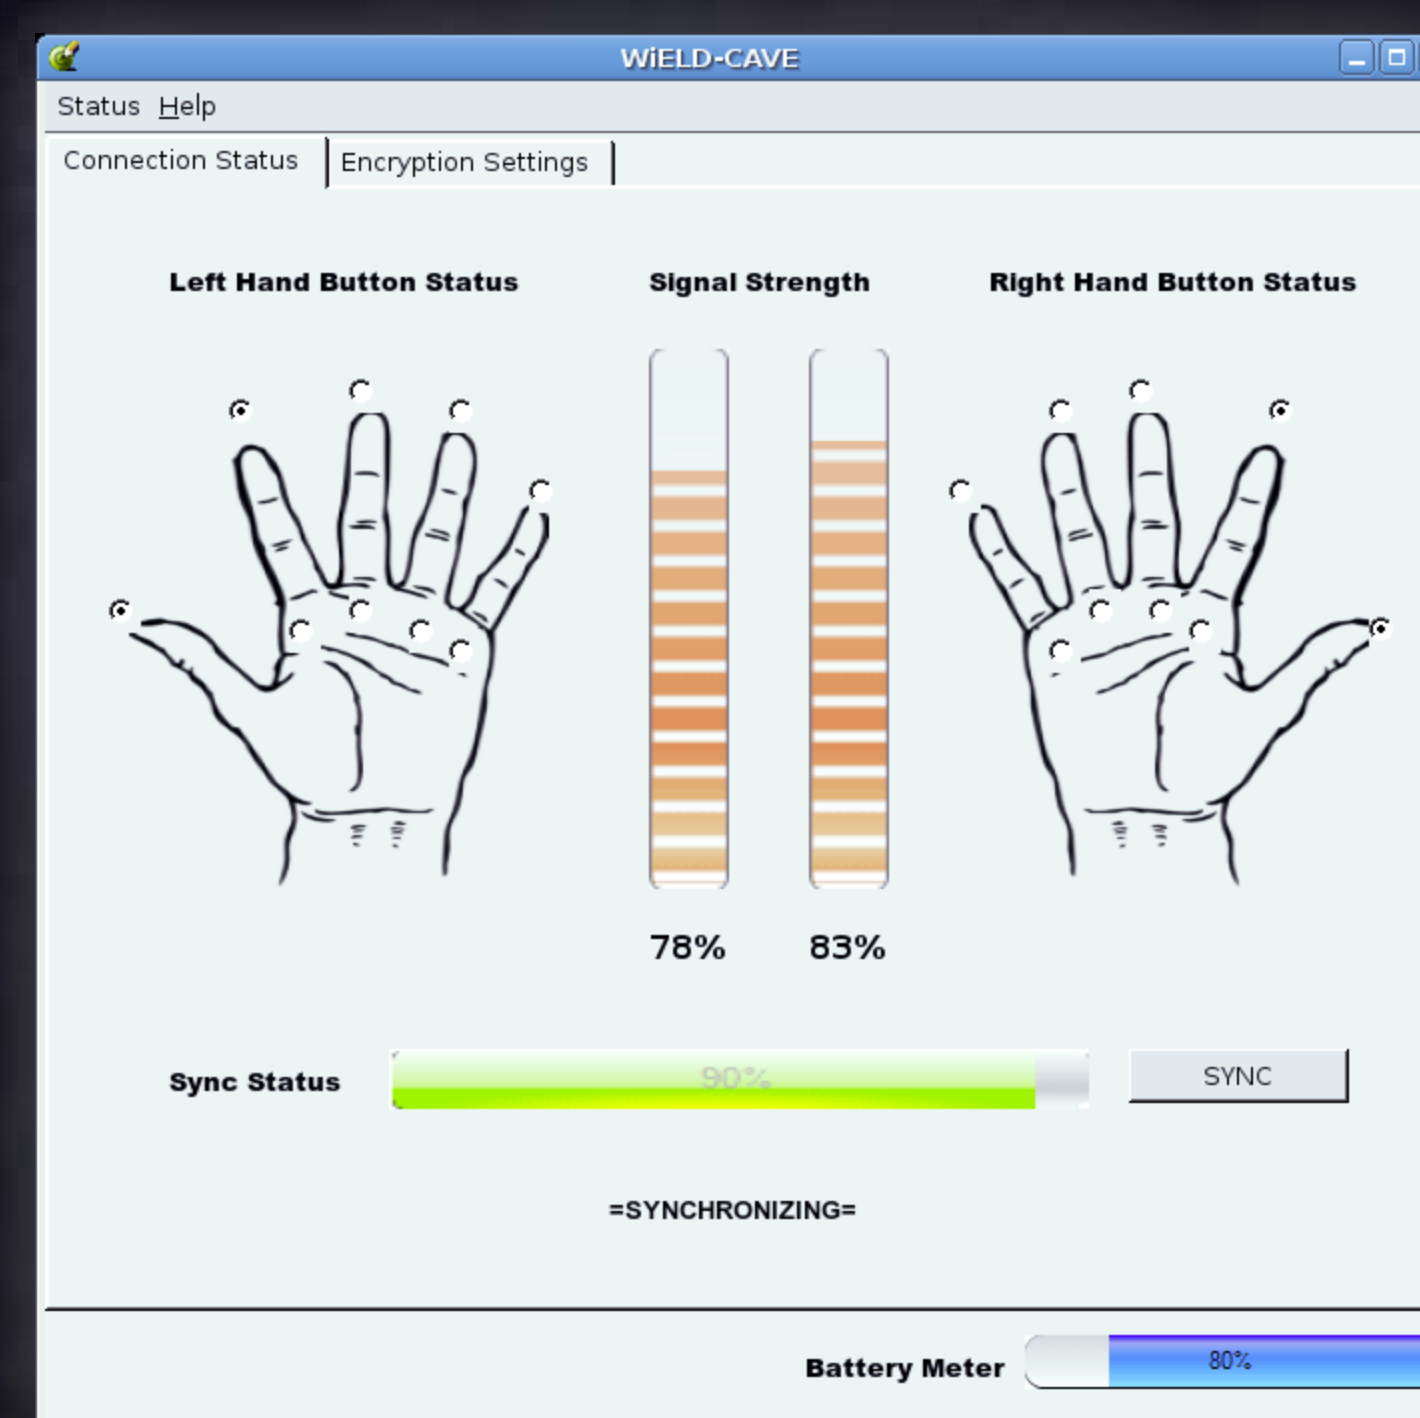 WiELD-CAVE
Status Help
Connection Status Encryption Settings
Left Hand Button Status Signal Strength Right Hand Button Status
78% 83%
Sync Status 90% SYNC
=SYNCHRONIZING=
Battery Meter 80%